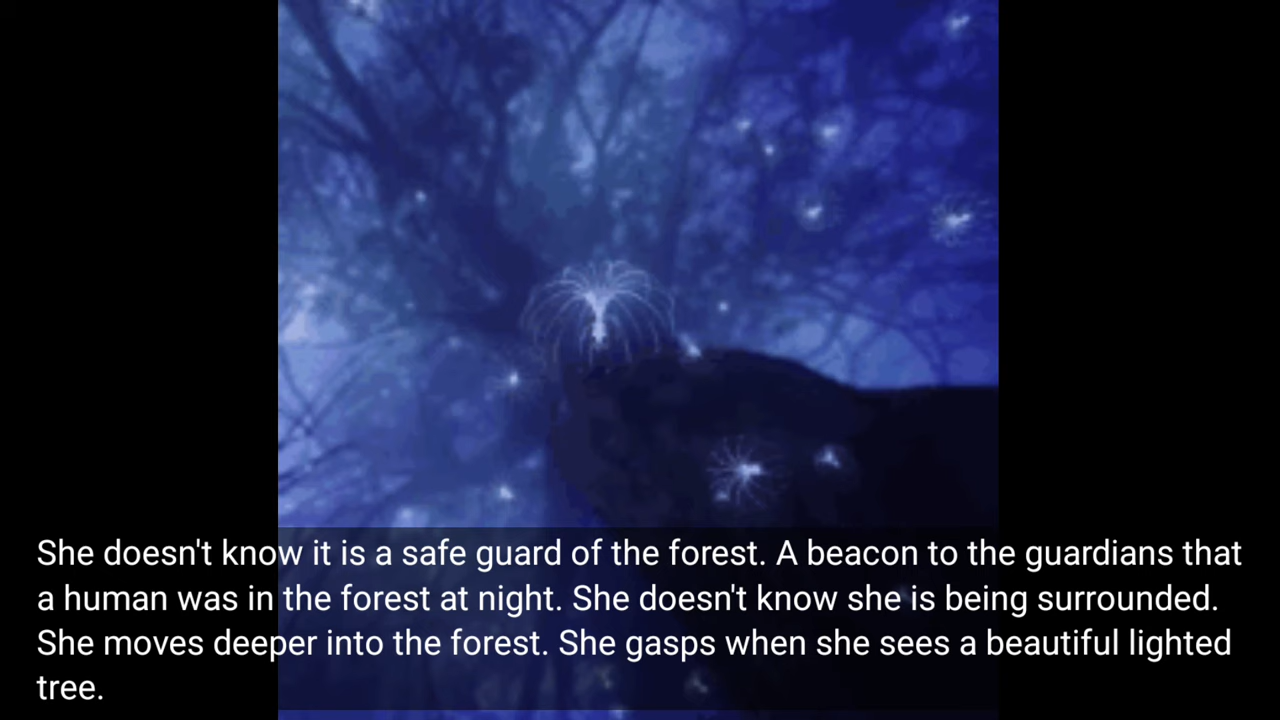 She doesn't know it is a safe guard of the forest. A beacon to the guardians that
a human was in the forest at night. She doesn't know she is being surrounded.
She moves deeper into the forest. She gasps when she sees a beautiful lighted
tree.